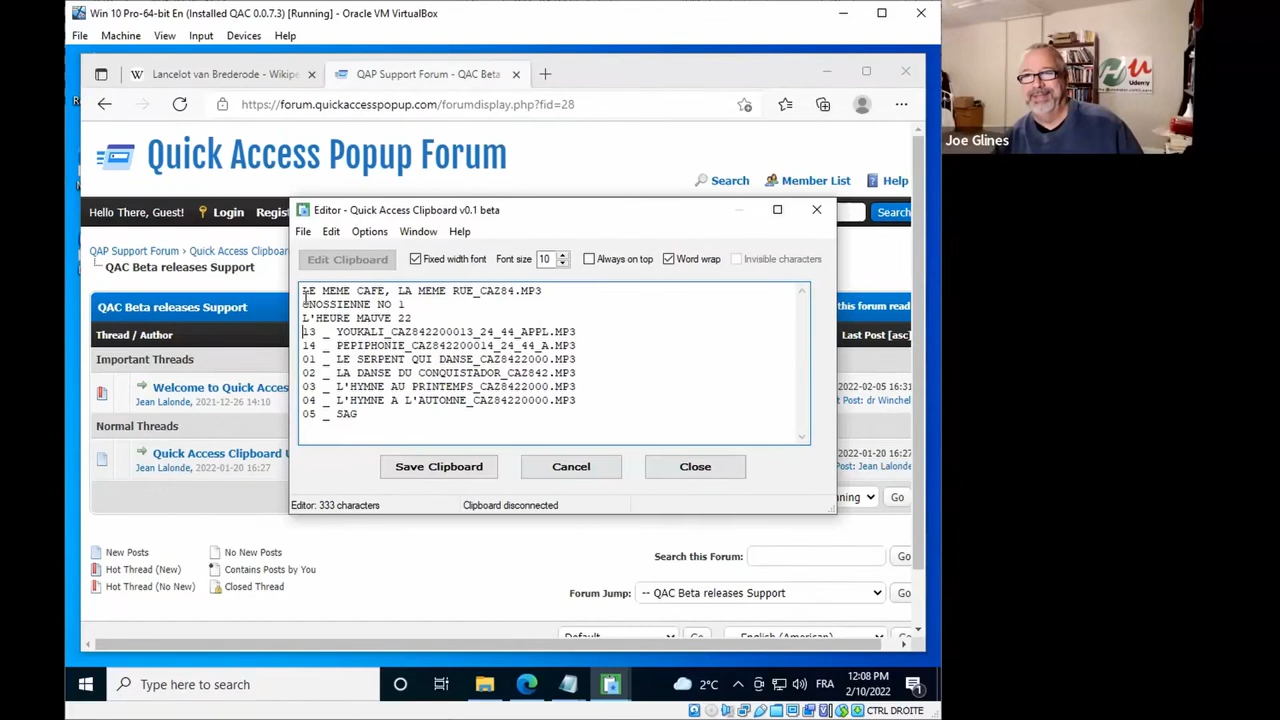 Win 10 Pro-64-bit En (Installed QAC 0.0.7.3) [Running] - Oracle VM VirtualBox
File Machine View Input Devices Help
Lancelot van Brederode - Wikipe
QAP Support Forum - QAC Beta
https://forum.quickaccesspopup.com/forumdisplay.php?fid=28
Quick Access Popup Forum
Search Member List Help
Hello There, Guest! Login Regis
Search
QAP Support Forum › Quick Access Clipboar
QAC Beta releases Support
QAC Beta releases Support
this forum read
Thread / Author
Last Post [asc]
Important Threads
Welcome to Quick Acces
Jean Lalonde, 2021-12-26 14:10
2022-02-05 16:31
t Post: dr Winchel
Normal Threads
Quick Access Clipboard U
Jean Lalonde, 2022-01-20 16:27
2022-01-20 16:27
Post: Jean Lalonde
nning Go
Editor - Quick Access Clipboard v0.1 beta
File Edit Options Window Help
Edit Clipboard Fixed width font Font size 10 Always on top Word wrap Invisible characters
LE MEME CAFE, LA MEME RUE_CAZ84.MP3
GNOSSIENNE NO 1
L'HEURE MAUVE 22
13 _ YOUKALI_CAZ842200013_24_44_APPL.MP3
14 _ PEPIPHONIE_CAZ842200014_24_44_A.MP3
01 _ LE SERPENT QUI DANSE_CAZ8422000.MP3
02 _ LA DANSE DU CONQUISTADOR_CAZ842.MP3
03 _ L'HYMNE AU PRINTEMPS_CAZ8422000.MP3
04 _ L'HYMNE A L'AUTOMNE_CAZ84220000.MP3
05 _ SAG
Save Clipboard Cancel Close
Editor: 333 characters Clipboard disconnected
New Posts No New Posts
Hot Thread (New) Contains Posts by You
Hot Thread (No New) Closed Thread
Search this Forum: Go
Forum Jump: -- QAC Beta releases Support Go
Default Go English (American)
Type here to search
2°C FRA
12:08 PM
2/10/2022
1
CTRL DROITE
Joe Glines
Udemy